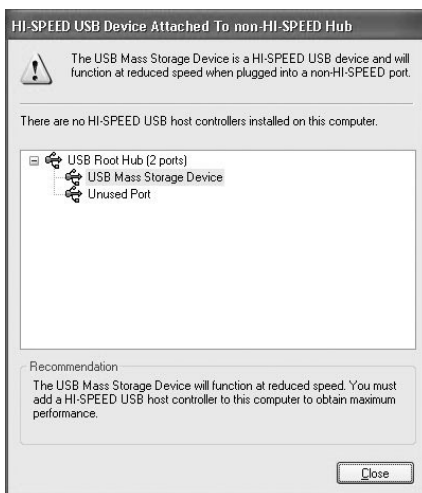 HI-SPEED USB Device Attached To non-HI-SPEED Hub
The USB Mass Storage Device is a HI-SPEED USB device and will
function at reduced speed when plugged into a non-HI-SPEED port.
There are no HI-SPEED USB host controllers installed on this computer.
USB Root Hub (2 ports)
USB Mass Storage Device
Unused Port
Recommendation
The USB Mass Storage Device will function at reduced speed. You must
add a HI-SPEED USB host controller to this computer to obtain maximum
performance.
Close